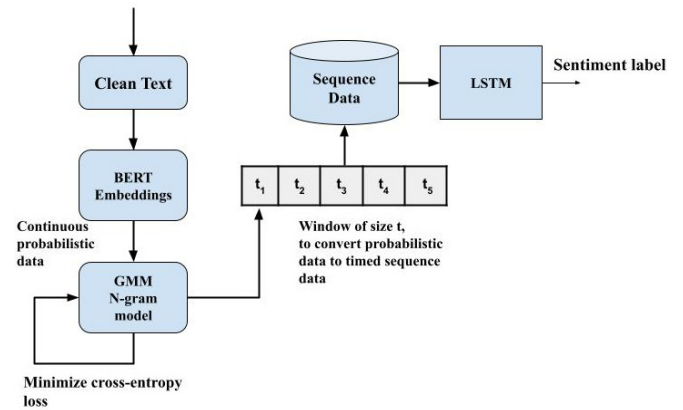 Clean Text
BERT
Embeddings
Continuous
probabilistic
data
GMM
N-gram
model
Minimize cross-entropy
loss
t1 t2 t3 t4 t5
Window of size t,
to convert probabilistic
data to timed sequence
data
Sequence
Data
LSTM
Sentiment label